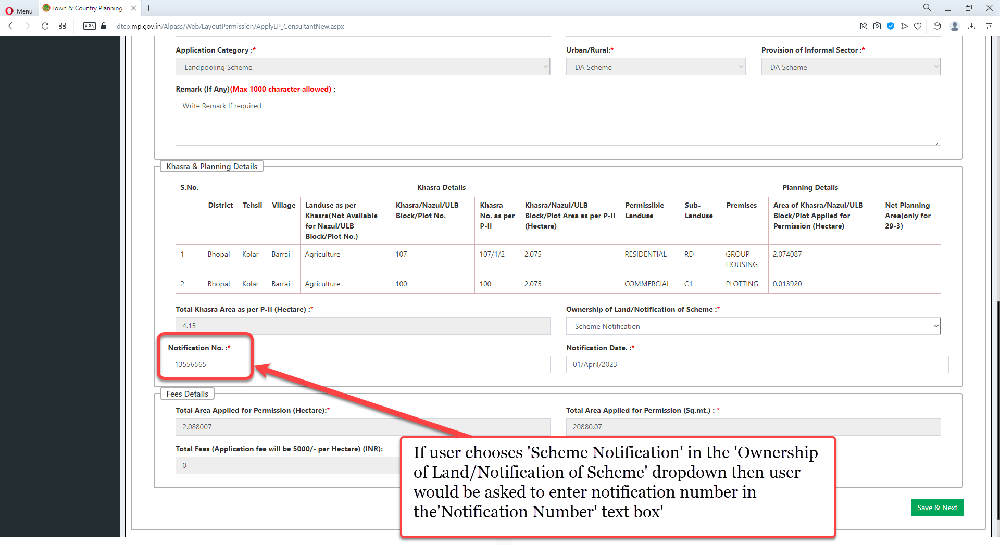 Menu
Town & Country Planning,
VPN
dtcp.mp.gov.in/Alpass/Web/LayoutPermission/ApplyLP_ConsultantNew.aspx
Application Category :*
Urban/Rural:*
Provision of Informal Sector :*
Landpooling Scheme
DA Scheme
DA Scheme
Remark (If Any)(Max 1000 character allowed) :
Write Remark If required
Khasra & Planning Details
S.No.
Khasra Details
Planning Details
District
Tehsil
Village
Landuse as per
Khasra(Not Available
for Nazul/ULB
Block/Plot No.)
Khasra/Nazul/ULB
Block/Plot No.
Khasra
No. as per
P-II
Khasra/Nazul/ULB
Block/Plot Area as per P-II
(Hectare)
Permissible
Landuse
Sub-
Landuse
Premises
Area of Khasra/Nazul/ULB
Block/Plot Applied for
Permission (Hectare)
Net Planning
Area(only for
29-3)
1 Bhopal Kolar Barrai Agriculture 107 107/1/2 2.075 RESIDENTIAL RD GROUP HOUSING 2.074087
2 Bhopal Kolar Barrai Agriculture 100 100 2.075 COMMERCIAL C1 PLOTTING 0.013920
Total Khasra Area as per P-II (Hectare) :*
Ownership of Land/Notification of Scheme :*
4.15
Scheme Notification
Notification No. :*
Notification Date. :*
13556565
01/April/2023
Fees Details
Total Area Applied for Permission (Hectare):*
Total Area Applied for Permission (Sq.mt.) : *
2.088007
20880.07
Total Fees (Application fee will be 5000/- per Hectare) (INR):
0
If user chooses 'Scheme Notification' in the 'Ownership
of Land/Notification of Scheme' dropdown then user
would be asked to enter notification number in
the'Notification Number' text box'
Save & Next